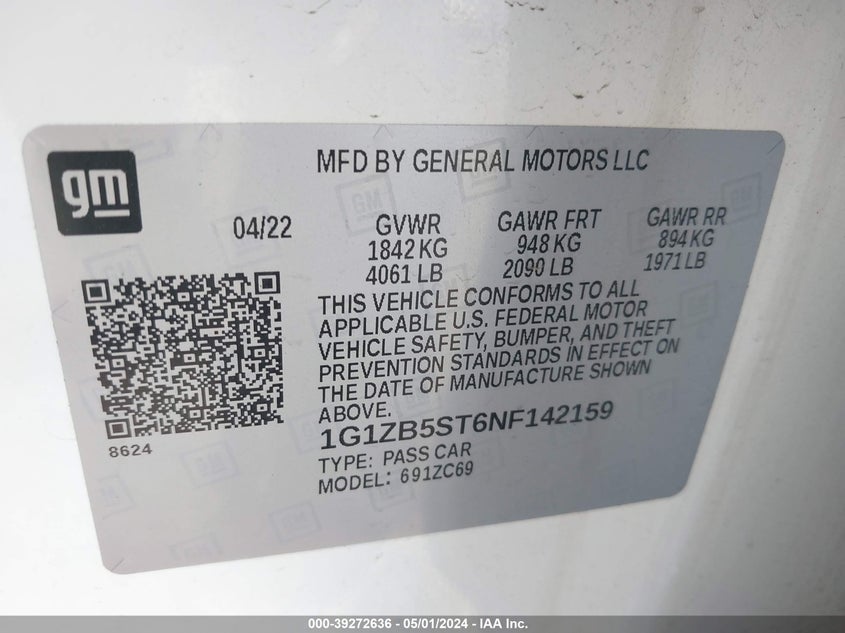 gm
MFD BY GENERAL MOTORS LLC
04/22
GVWR
1842 KG
4061 LB
GAWR FRT
948 KG
2090 LB
GAWR RR
894 KG
1971 LB
THIS VEHICLE CONFORMS TO ALL
APPLICABLE U.S. FEDERAL MOTOR
VEHICLE SAFETY, BUMPER, AND THEFT
PREVENTION STANDARDS IN EFFECT ON
THE DATE OF MANUFACTURE SHOWN
ABOVE.
1G1ZB5ST6NF142159
TYPE: PASS CAR
MODEL: 691ZC69
8624
000-39272636 - 05/01/2024 - IAA Inc.